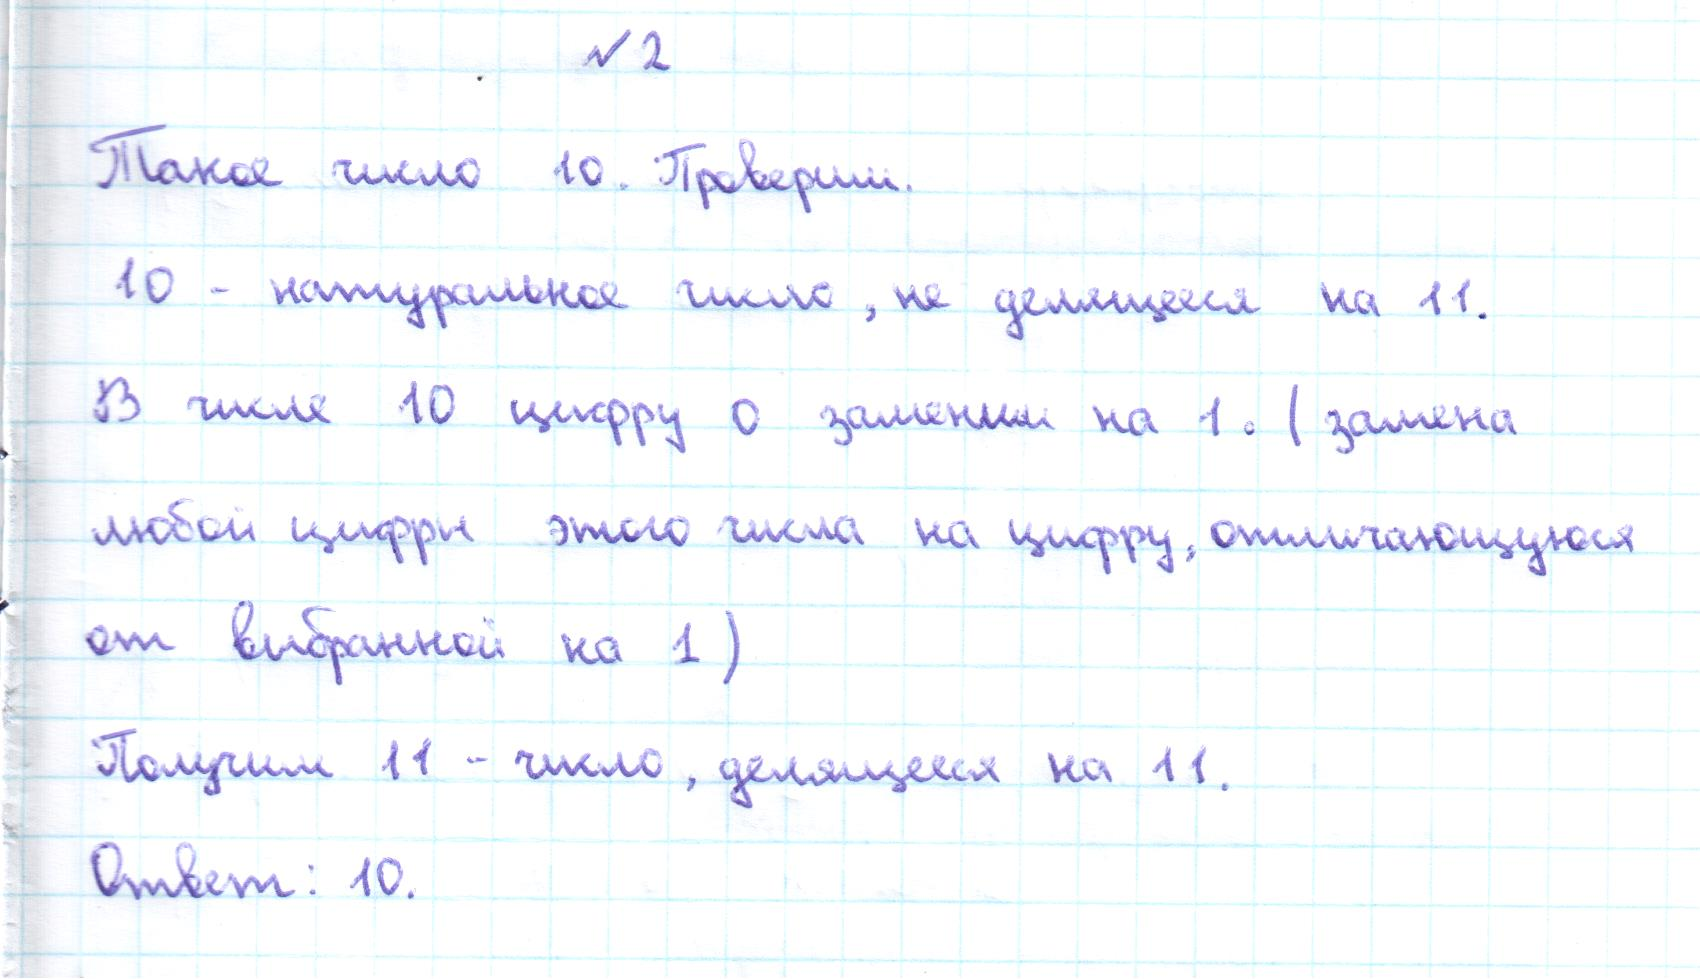 №2
Такое число 10. Проверим.
10 - натуральное число, не делящееся на 11.
В числе 10 цифру 0 заменим на 1. (замена
любой цифры этого числа на цифру, отличающуюся
от выбранной на 1)
Получим 11 - число, делящееся на 11.
Ответ: 10.